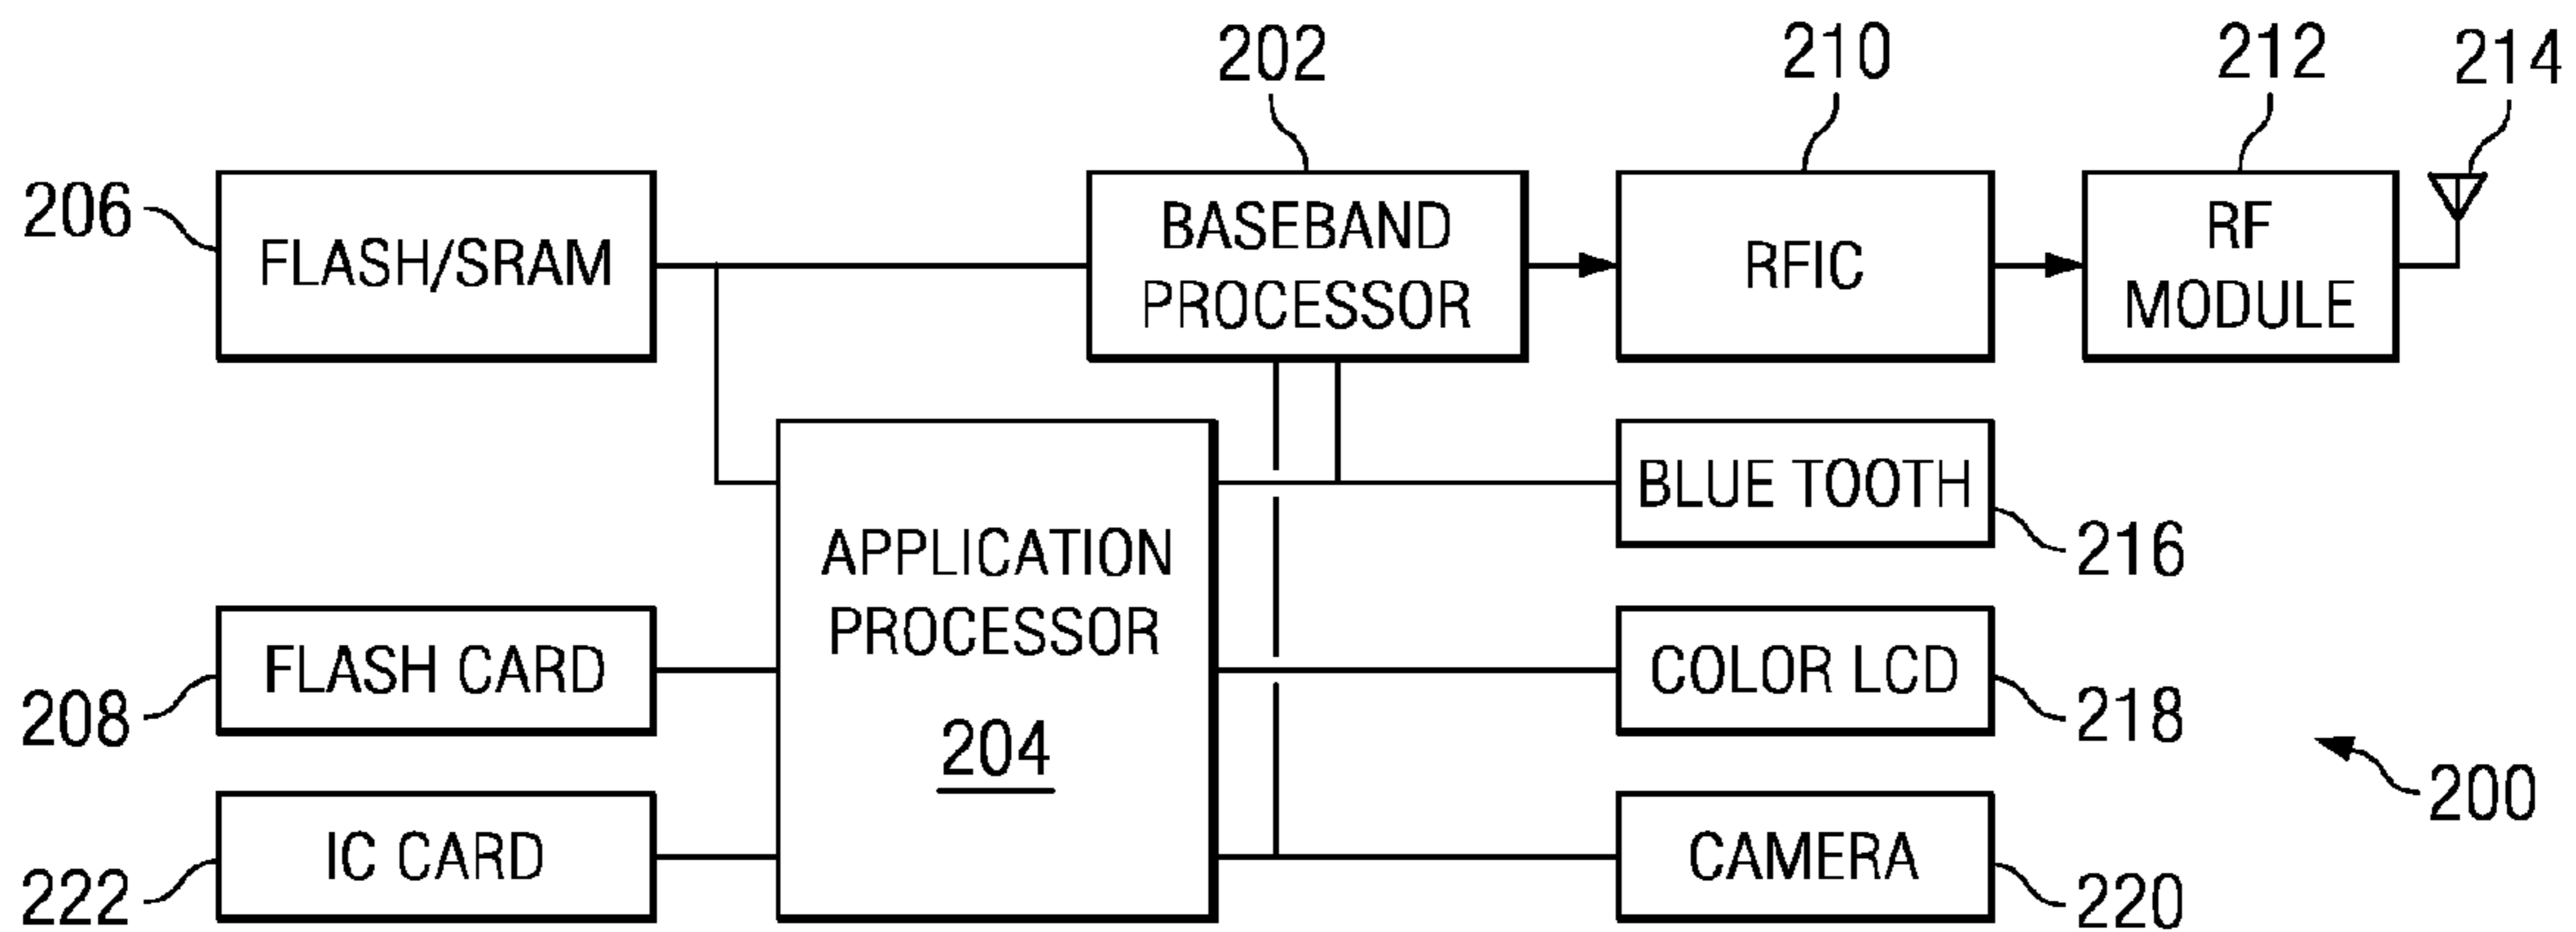 202
210
212
214
206
FLASH/SRAM
BASEBAND
PROCESSOR
RFIC
RF
MODULE
BLUE TOOTH
216
APPLICATION
PROCESSOR
204
FLASH CARD
208
COLOR LCD
218
200
IC CARD
222
CAMERA
220